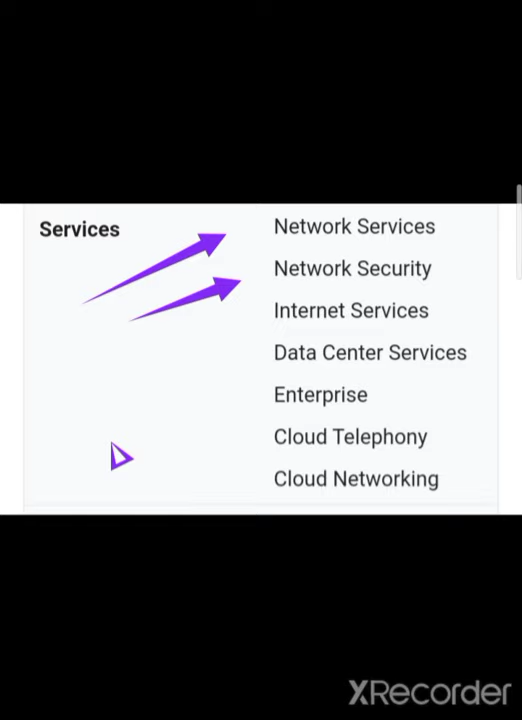 Services
Network Services
Network Security
Internet Services
Data Center Services
Enterprise
Cloud Telephony
Cloud Networking
XRecorder